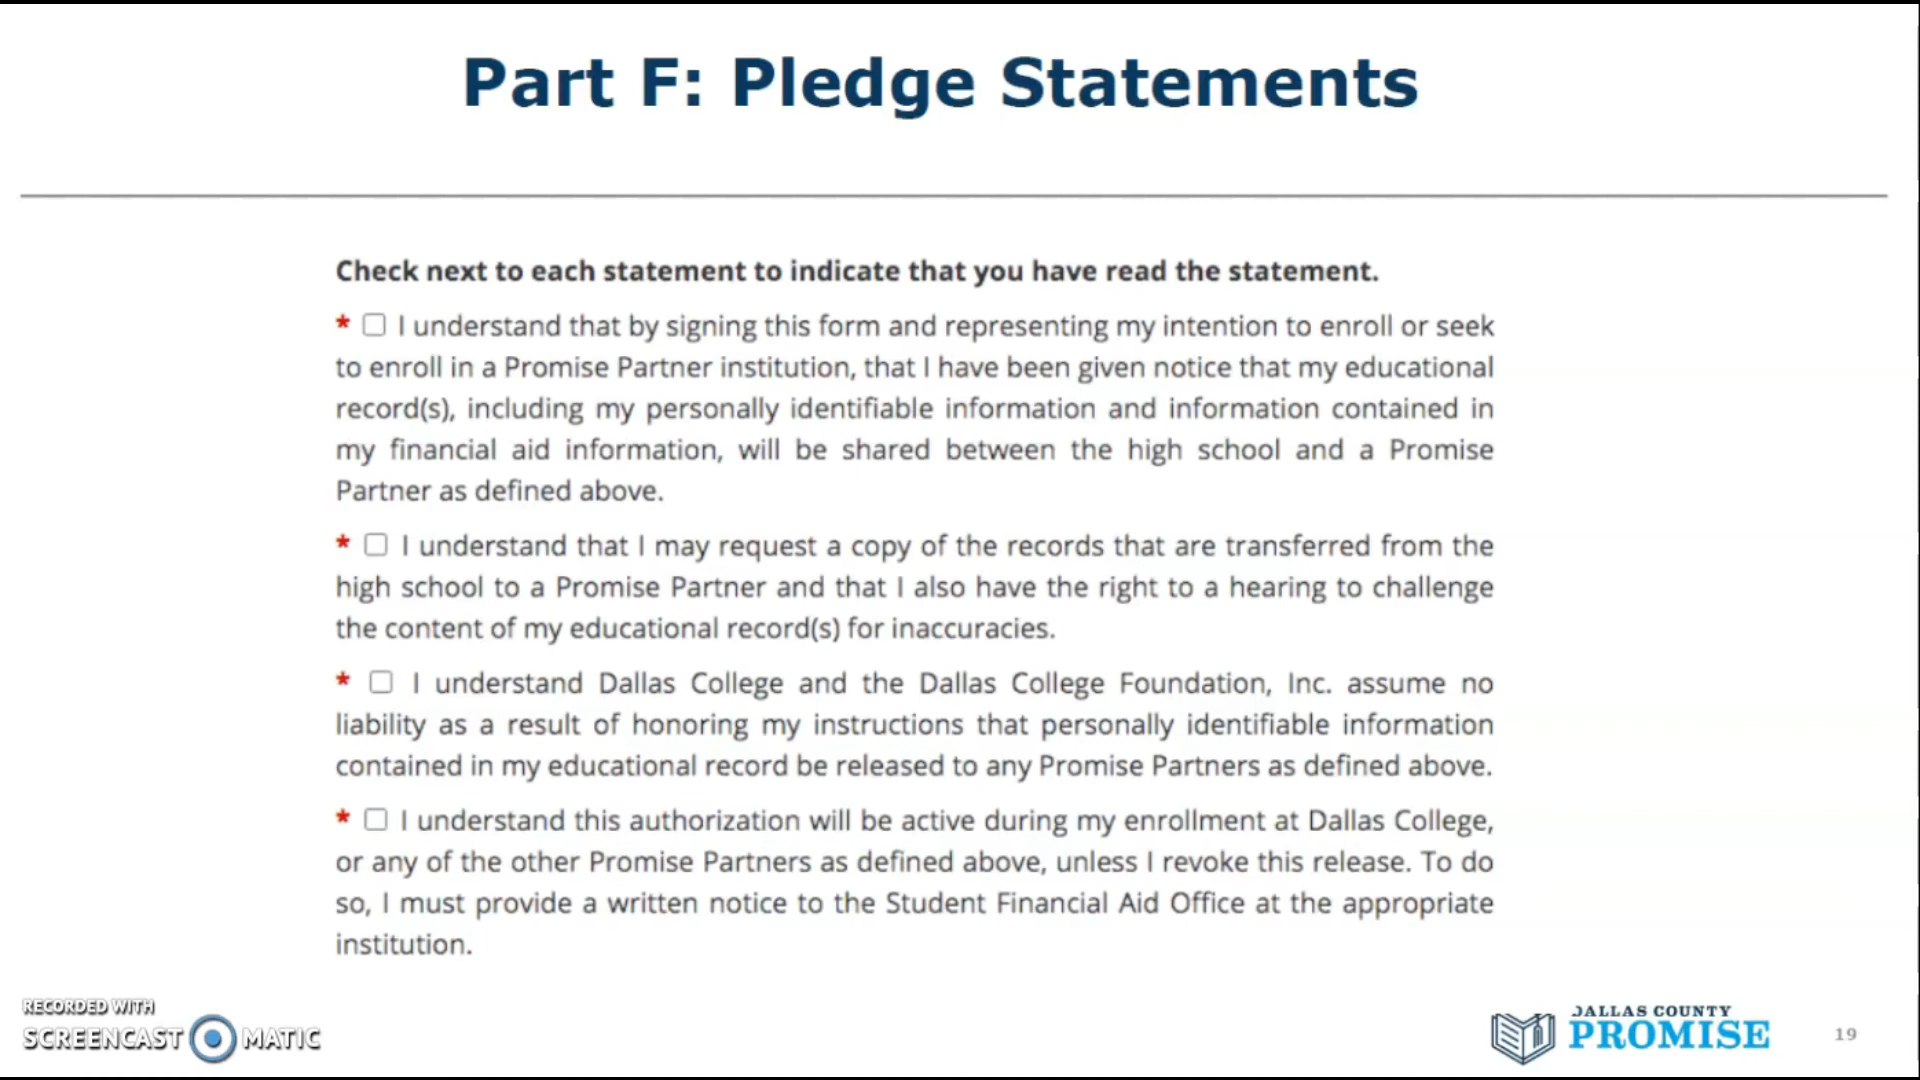 Part F: Pledge Statements
Check next to each statement to indicate that you have read the statement.
* I understand that by signing this form and representing my intention to enroll or seek
to enroll in a Promise Partner institution, that I have been given notice that my educational
record(s), including my personally identifiable information and information contained in
my financial aid information, will be shared between the high school and a Promise
Partner as defined above.
* I understand that I may request a copy of the records that are transferred from the
high school to a Promise Partner and that I also have the right to a hearing to challenge
the content of my educational record(s) for inaccuracies.
* I understand Dallas College and the Dallas College Foundation, Inc. assume no
liability as a result of honoring my instructions that personally identifiable information
contained in my educational record be released to any Promise Partners as defined above.
* I understand this authorization will be active during my enrollment at Dallas College,
or any of the other Promise Partners as defined above, unless I revoke this release. To do
so, I must provide a written notice to the Student Financial Aid Office at the appropriate
institution.
RECORDED WITH
SCREENCAST MATIC
DALLAS COUNTY
PROMISE
19